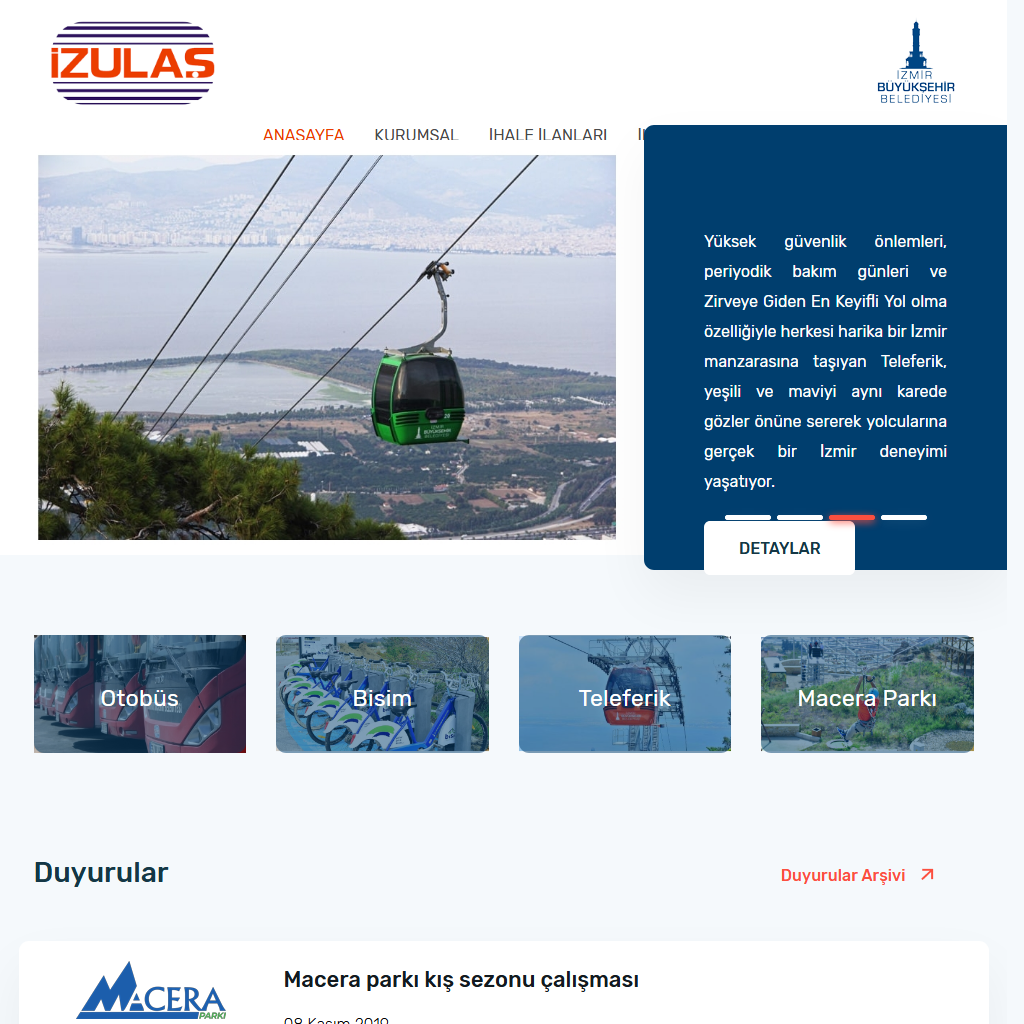 İZULAŞ
İZMİR
BÜYÜKŞEHİR
BELEDİYESİ
ANASAYFA KURUMSAL İHALE İLANLARI
Yüksek güvenlik önlemleri,
periyodik bakım günleri ve
Zirveye Giden En Keyifli Yol olma
özelliğiyle herkesi harika bir İzmir
manzarasına taşıyan Teleferik,
yeşili ve maviyi aynı karede
gözler önüne sererek yolcularına
gerçek bir İzmir deneyimi
yaşatıyor.
DETAYLAR
Otobüs Bisim Teleferik Macera Parkı
Duyurular
Duyurular Arşivi
MACERA
PARKI
Macera parkı kış sezonu çalışması
08 Kasım 2019